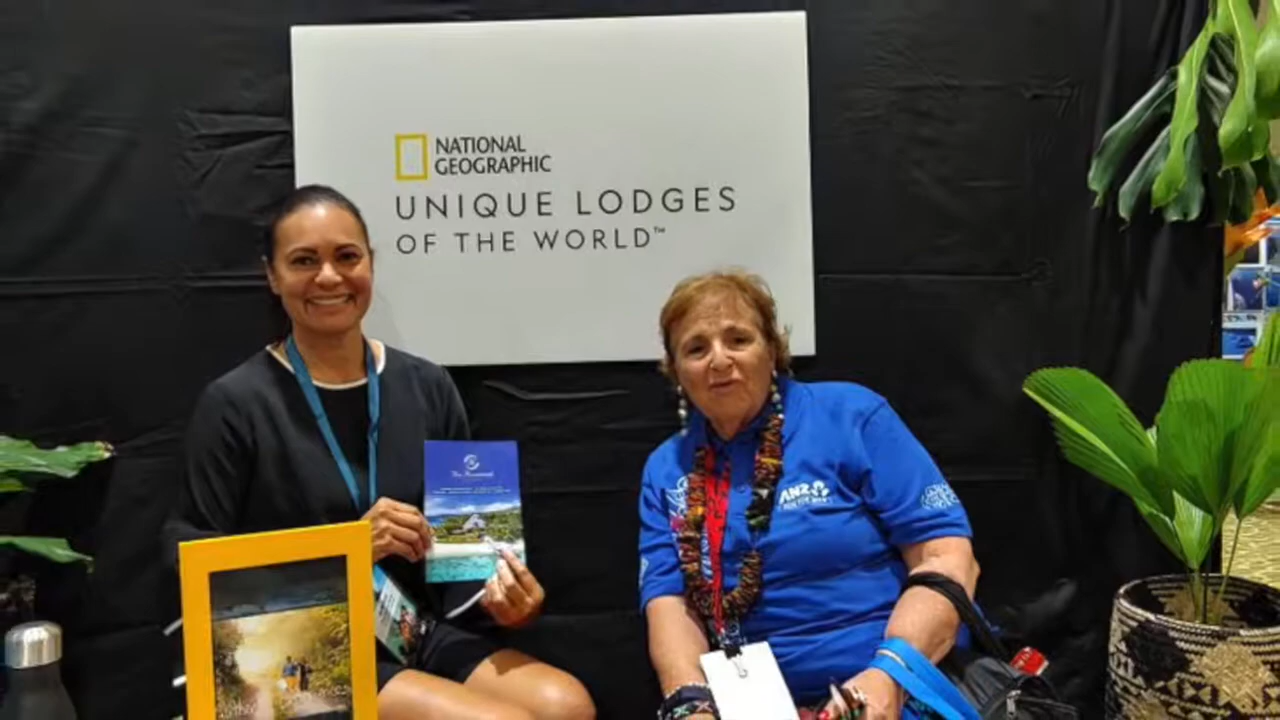 NATIONAL
GEOGRAPHIC
UNIQUE LODGES
OF THE WORLD™
ANZ